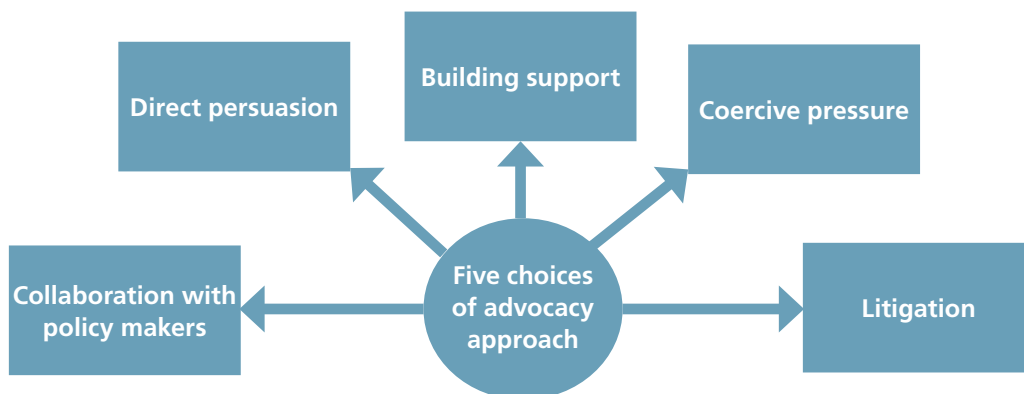 Building support
Direct persuasion
Coercive pressure
Collaboration with
policy makers
Five choices
of advocacy
approach
Litigation